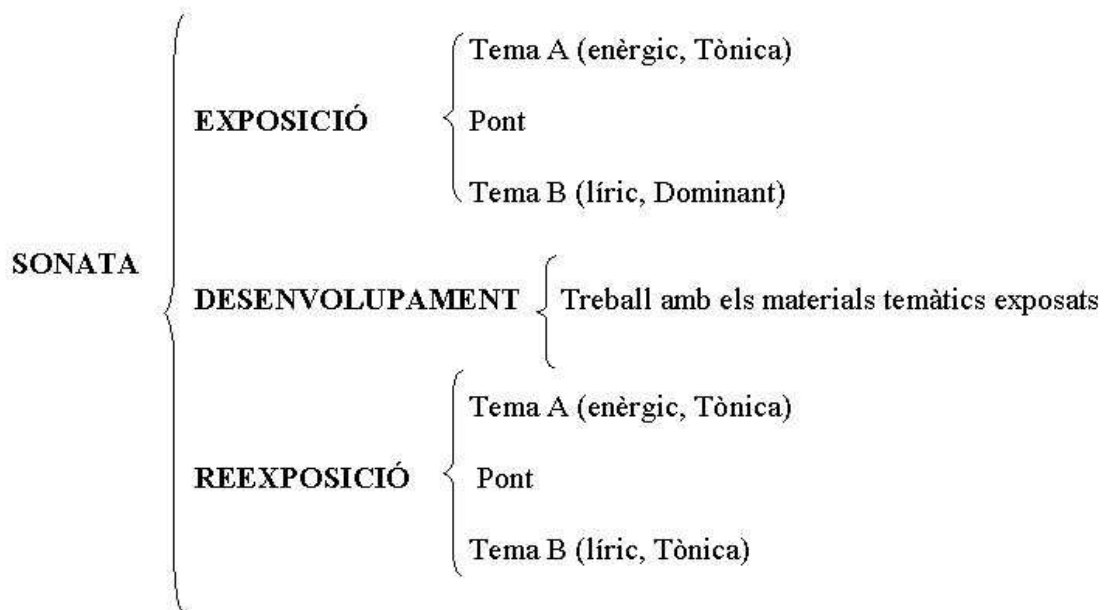 Tema A (enèrgic, Tònica)
EXPOSICIÓ Pont
Tema B (líric, Dominant)
SONATA
DESENVOLUPAMENT Treball amb els materials temàtics exposats
Tema A (enèrgic, Tònica)
REEXPOSICIÓ Pont
Tema B (líric, Tònica)